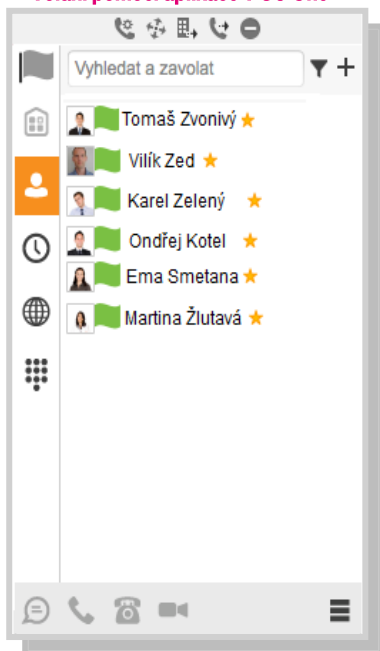 Vyhledat a zavolat
Tomaš Zvonivý
Vilík Zed
Karel Zelený
Ondřej Kotel
Ema Smetana
Martina Žlutavá